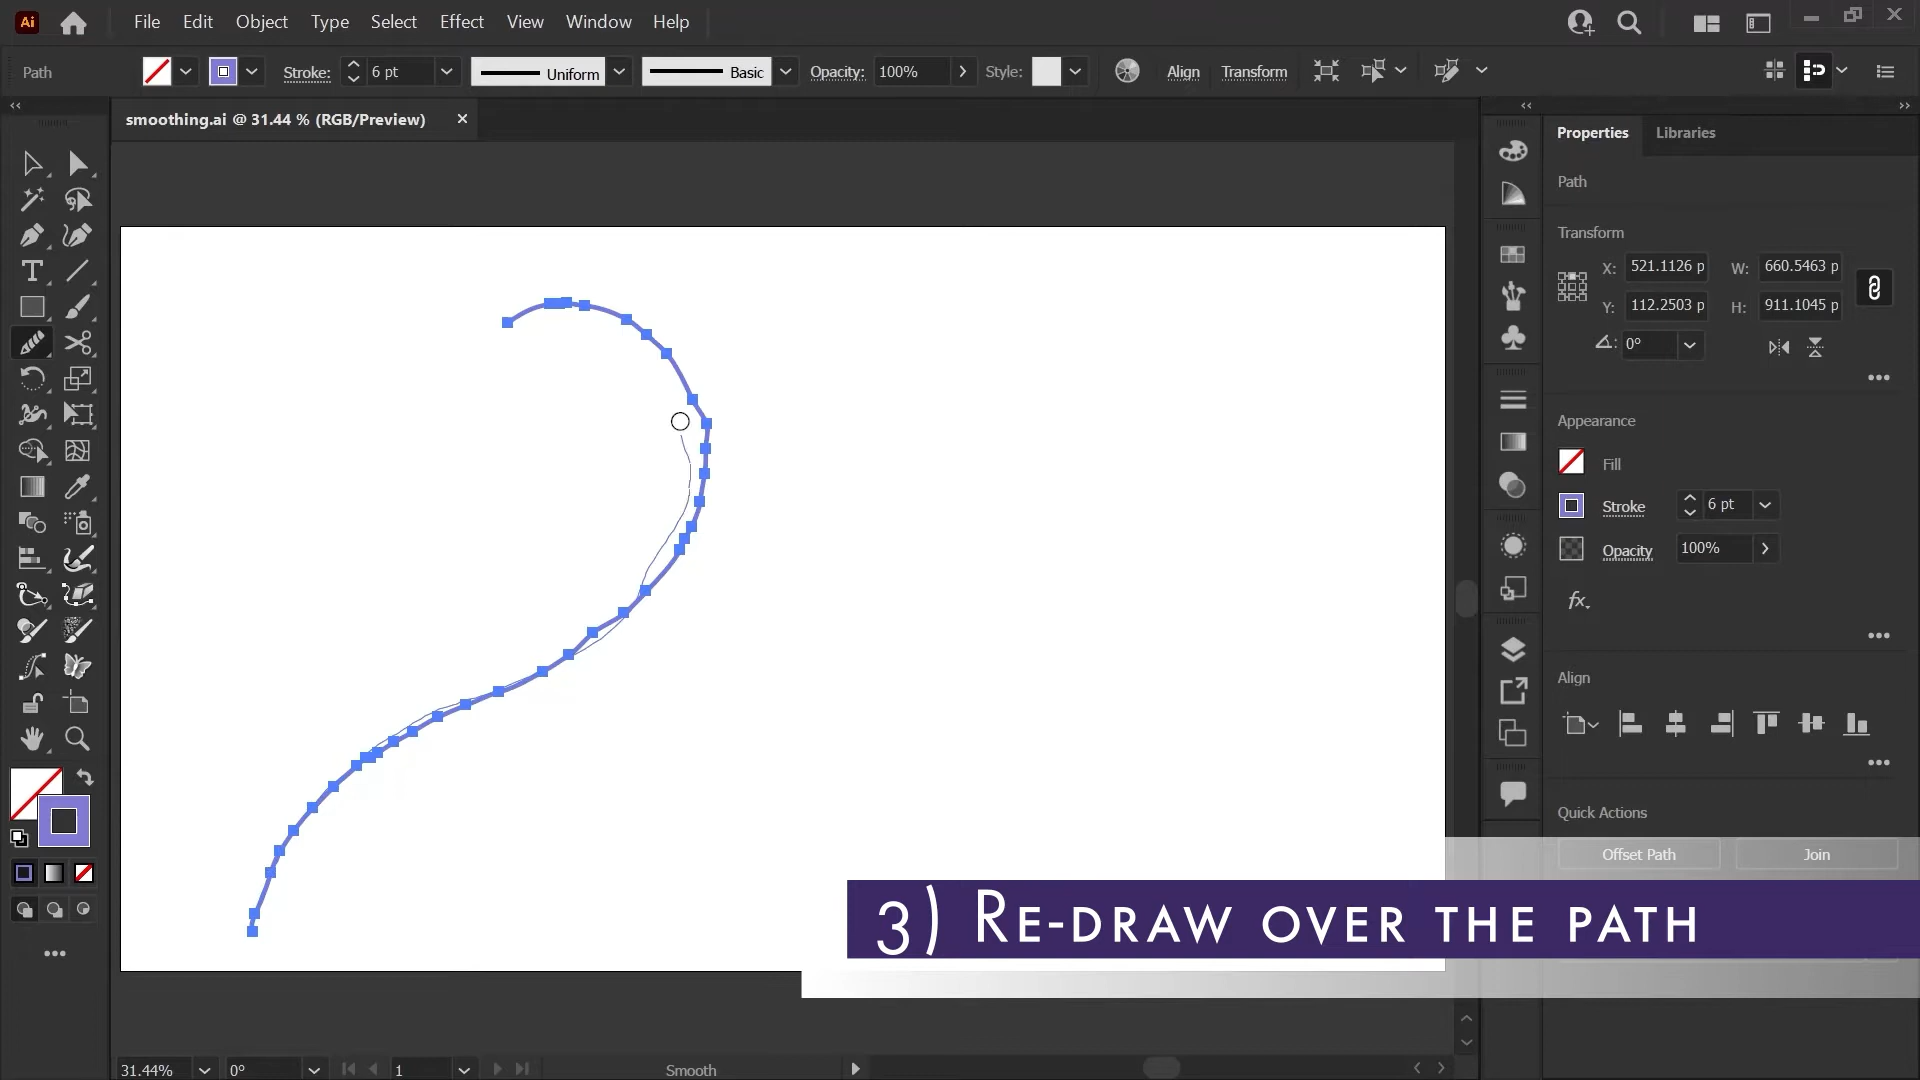 Ai File Edit Object Type Select Effect View Window Help
Path Stroke: 6 pt Uniform Basic Opacity: 100% Style: Align Transform
smoothing.ai @ 31.44 % (RGB/Preview)
Properties Libraries
Path
Transform
X: 521.1126 p W: 660.5463 p
Y: 112.2503 p H: 911.1045 p
0°
Appearance
Fill
Stroke 6 pt
Opacity 100%
fx.
Align
Quick Actions
Offset Path Join
3) Re-draw over the path
31.44% 0° 1 Smooth